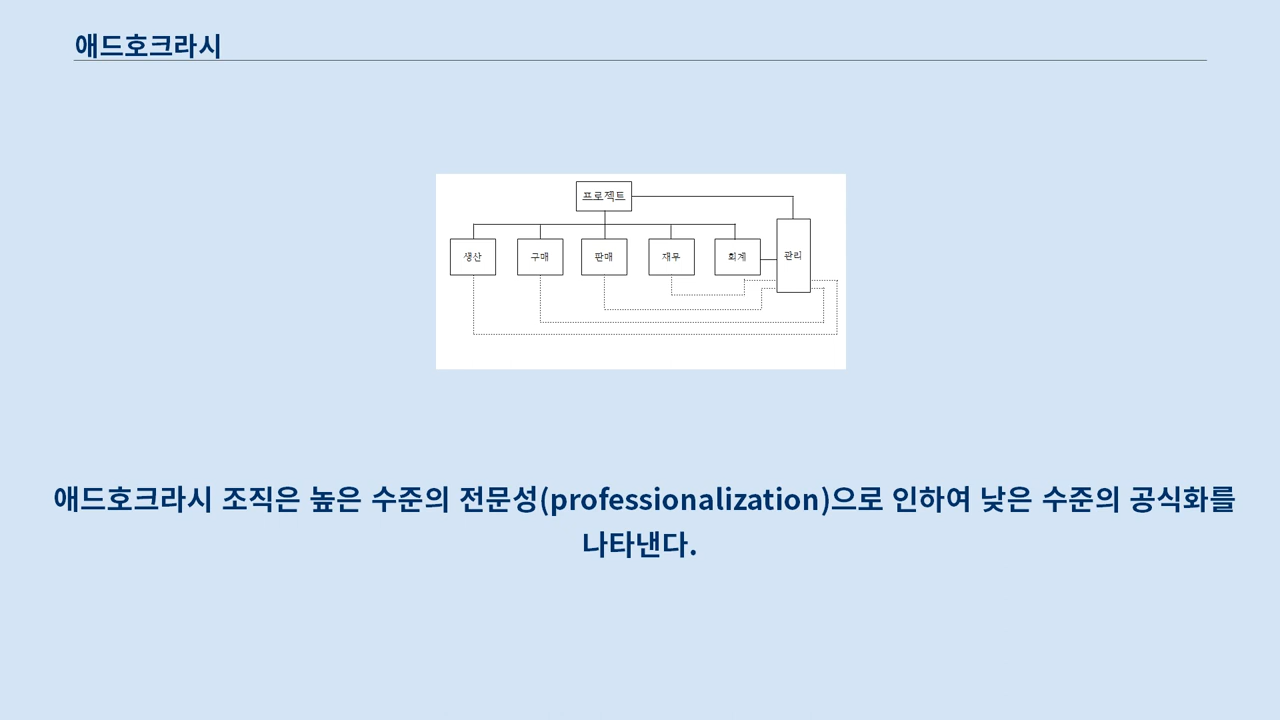 애드호크라시
프로젝트
생산 구매 판매 재무 회계 관리
애드호크라시 조직은 높은 수준의 전문성(professionalization)으로 인하여 낮은 수준의 공식화를
나타낸다.